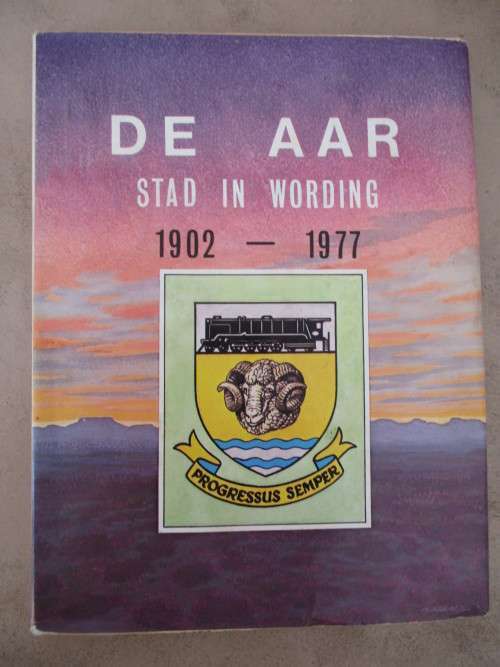 DE AAR
STAD IN WORDING
1902 — 1977
PROGRESSUS SEMPER